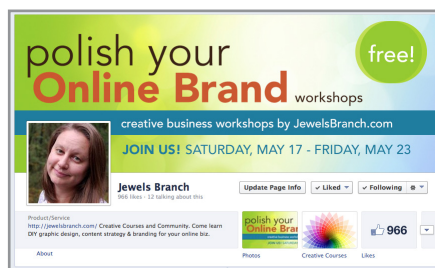 polish your
Online Brand workshops
free!
creative business workshops by JewelsBranch.com
JOIN US! SATURDAY, MAY 17 - FRIDAY, MAY 23
Jewels Branch
966 likes · 12 talking about this
Update Page Info
✓ Liked
✓ Following
Product/Service
http://jewelsbranch.com/ Creative Courses and Community. Come learn
DIY graphic design, content strategy & branding for your online biz.
About
polish your
Online Bran
Photos
Creative Courses
966
Likes